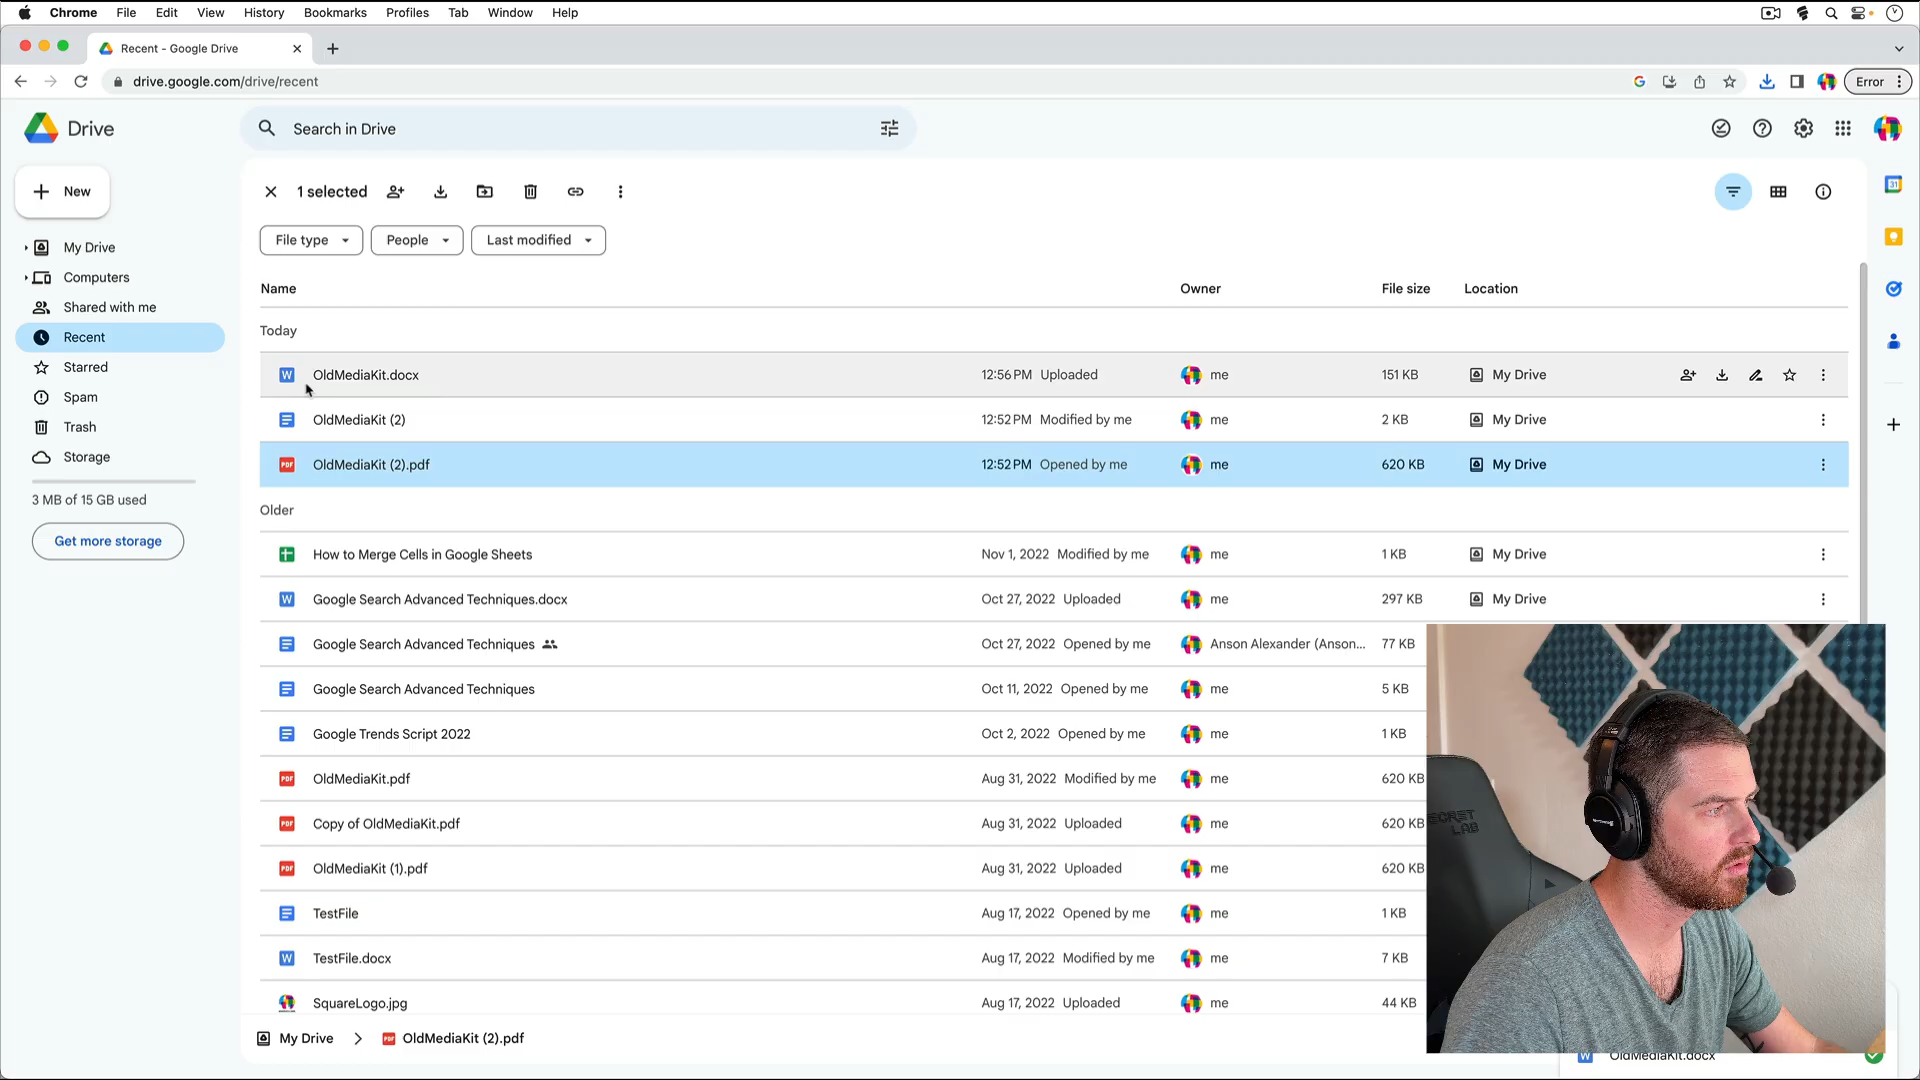 Chrome File Edit View History Bookmarks Profiles Tab Window Help
Recent - Google Drive
drive.google.com/drive/recent
Error
Drive
Search in Drive
New
1 selected
My Drive
Computers
Shared with me
Recent
Starred
Spam
Trash
Storage
3 MB of 15 GB used
Get more storage
File type People Last modified
Name Owner File size Location
Today
OldMediaKit.docx 12:56 PM Uploaded me 151 KB My Drive
OldMediaKit (2) 12:52 PM Modified by me me 2 KB My Drive
OldMediaKit (2).pdf 12:52 PM Opened by me me 620 KB My Drive
Older
How to Merge Cells in Google Sheets Nov 1, 2022 Modified by me me 1 KB My Drive
Google Search Advanced Techniques.docx Oct 27, 2022 Uploaded me 297 KB My Drive
Google Search Advanced Techniques Oct 27, 2022 Opened by me Anson Alexander (Anson... 77 KB
Google Search Advanced Techniques Oct 11, 2022 Opened by me me 5 KB
Google Trends Script 2022 Oct 2, 2022 Opened by me me 1 KB
OldMediaKit.pdf Aug 31, 2022 Modified by me me 620 KB
Copy of OldMediaKit.pdf Aug 31, 2022 Uploaded me 620 KB
OldMediaKit (1).pdf Aug 31, 2022 Uploaded me 620 KB
TestFile Aug 17, 2022 Opened by me me 1 KB
TestFile.docx Aug 17, 2022 Modified by me me 7 KB
SquareLogo.jpg Aug 17, 2022 Uploaded me 44 KB
My Drive OldMediaKit (2).pdf
OldMediaKit.docx
W
W
W
W
PDF
PDF
PDF
PDF
PDF
31
SECRET
LAB